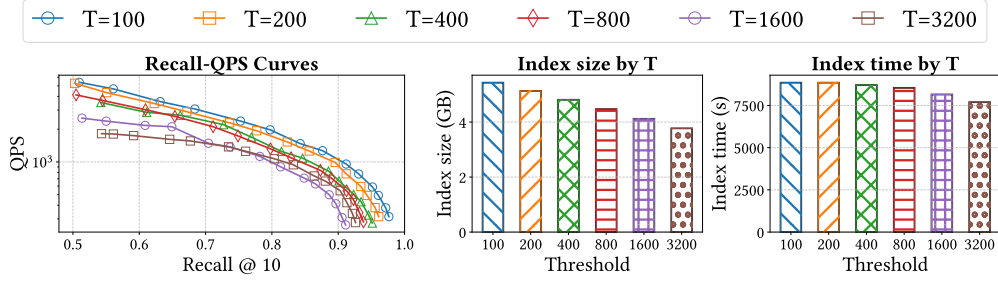 T=100 T=200 T=400 T=800 T=1600 T=3200
Recall-QPS Curves
QPS
10³
0.5 0.6 0.7 0.8 0.9 1.0
Recall @ 10
Index size by T
Index size (GB)
4
2
0
100 200 400 800 1600 3200
Threshold
Index time by T
Index time (s)
7500
5000
2500
0
100 200 400 800 1600 3200
Threshold